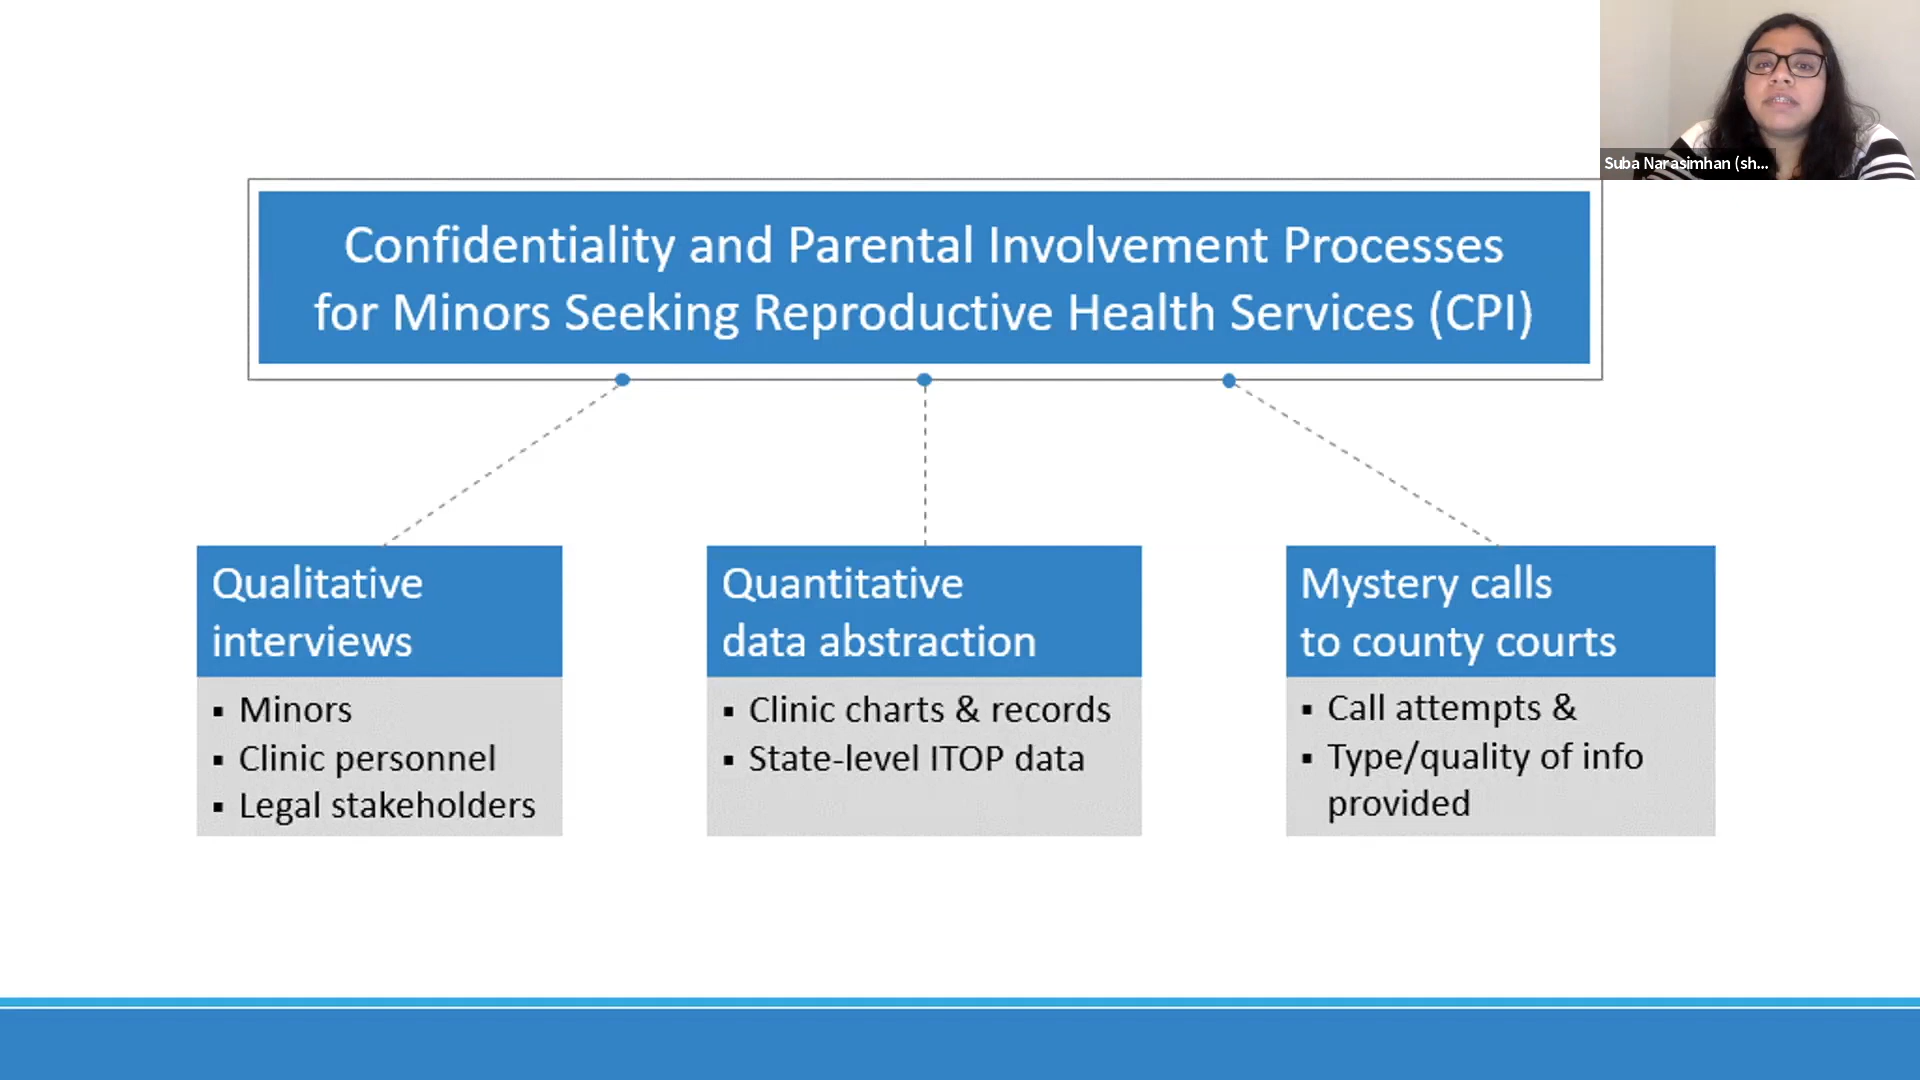 Suba Narasimhan (sh...
Confidentiality and Parental Involvement Processes
for Minors Seeking Reproductive Health Services (CPI)
Qualitative
interviews
▪ Minors
▪ Clinic personnel
▪ Legal stakeholders
Quantitative
data abstraction
▪ Clinic charts & records
▪ State-level ITOP data
Mystery calls
to county courts
▪ Call attempts &
▪ Type/quality of info
provided